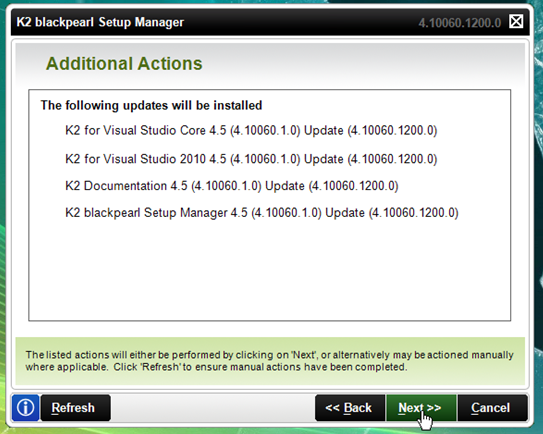 K2 blackpearl Setup Manager
4.10060.1200.0
Additional Actions
The following updates will be installed
K2 for Visual Studio Core 4.5 (4.10060.1.0) Update (4.10060.1200.0)
K2 for Visual Studio 2010 4.5 (4.10060.1.0) Update (4.10060.1200.0)
K2 Documentation 4.5 (4.10060.1.0) Update (4.10060.1200.0)
K2 blackpearl Setup Manager 4.5 (4.10060.1.0) Update (4.10060.1200.0)
The listed actions will either be performed by clicking on 'Next', or alternatively may be actioned manually
where applicable. Click 'Refresh' to ensure manual actions have been completed.
Refresh
<< Back
Next >>
Cancel